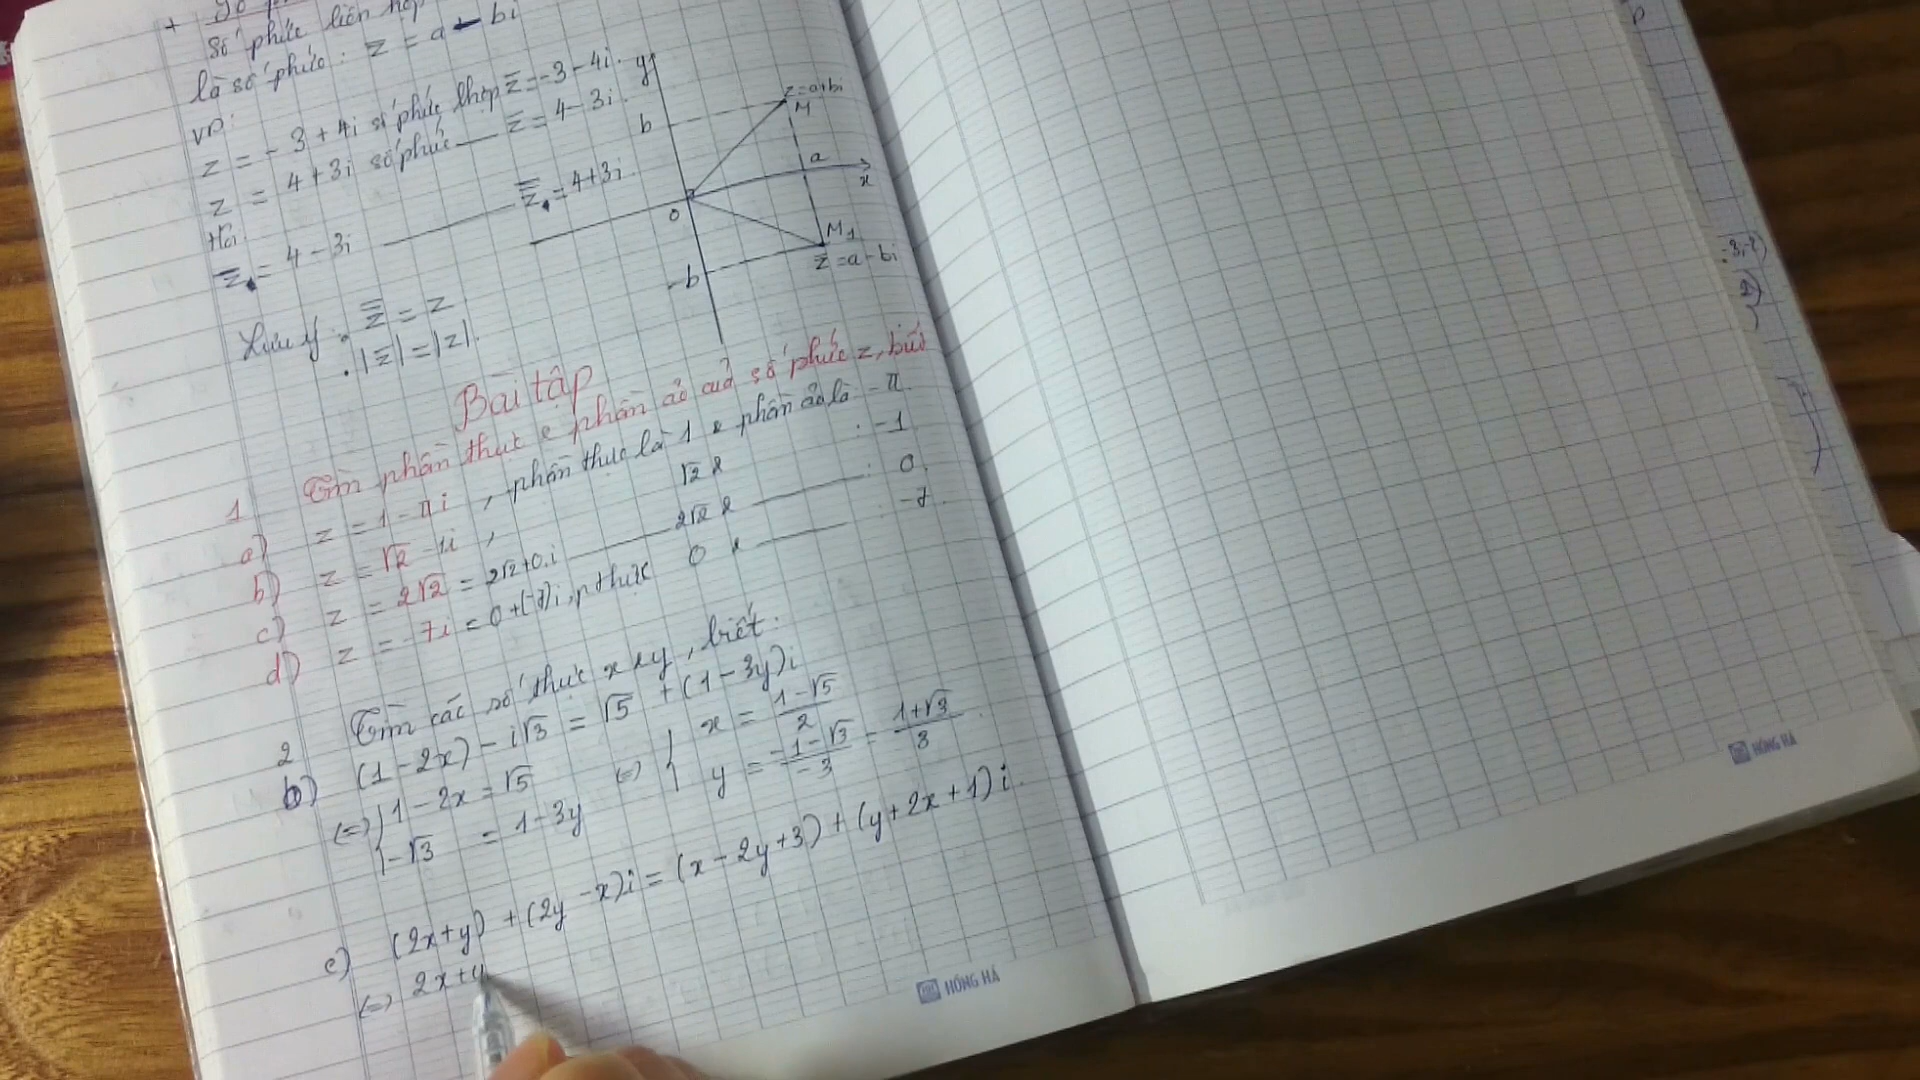 + số phức liên hợp
là số phức : z = a - bi
VD:
z = - 3 + 4i số phức lhợp z̅ = -3 - 4i.
z = 4 + 3i số phức z̅ = 4 - 3i.
z̅ = 4 - 3i z̿ = 4+3i.
y
b
z=a+bi
M
a
x
0
M1
z̅ = a - bi
-b
Lưu ý : z̿ = z
. |z̅| = |z|.
Bài tập
1 Tìm phần thực & phần ảo của số phức z, biết
a) z = 1 - πi , phần thực là 1 & phần ảo là - π.
b) z = √2 - 1i , √2 & : -1
c) z = 2√2 = 2√2+0.i 2√2 & : 0.
d) z = -7i = 0+(-7)i, p thực 0 & : -7
2 Tìm các số thực x & y, biết.
b) (1 - 2x) - i√3 = √5 + (1 - 3y)i
(=) { 1 - 2x = √5
-√3 = 1 - 3y
(=) { x = (1-√5)/2
y = (-1-√3)/-3 = (1+√3)/3
c) (2x+y) + (2y - x)i = (x - 2y+3) + (y+2x+1)i.
(=) 2x+y
HỒNG HÀ
HỒNG HÀ